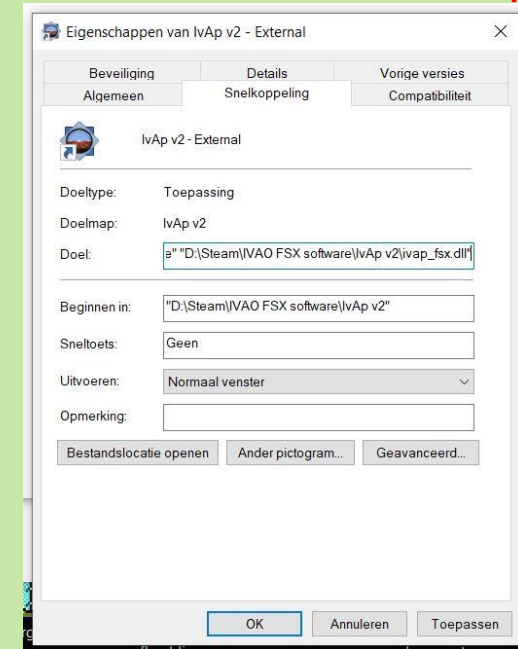 Eigenschappen van IvAp v2 - External
Beveiliging Details Vorige versies
Algemeen Snelkoppeling Compatibiliteit
IvAp v2 - External
Doeltype: Toepassing
Doelmap: IvAp v2
Doel: e" "D:\Steam\IVAO FSX software\IvAp v2\ivap_fsx.dll"
Beginnen in: "D:\Steam\IVAO FSX software\IvAp v2"
Sneltoets: Geen
Uitvoeren: Normaal venster
Opmerking:
Bestandslocatie openen Ander pictogram... Geavanceerd...
OK Annuleren Toepassen